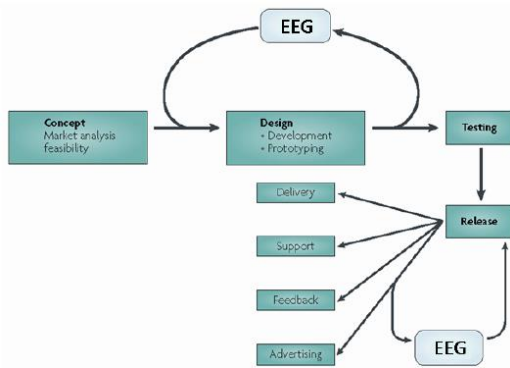 EEG
Concept
Market analysis
feasibility
Design
• Development
• Prototyping
Testing
Delivery
Release
Support
Feedback
EEG
Advertising